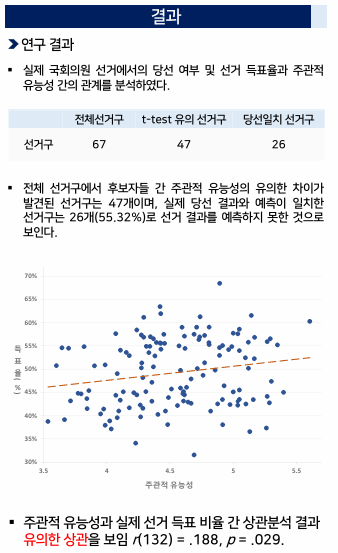 결과
연구 결과
▪ 실제 국회의원 선거에서의 당선 여부 및 선거 득표율과 주관적
유능성 간의 관계를 분석하였다.
전체선거구 t-test 유의 선거구 당선일치 선거구
선거구 67 47 26
▪ 전체 선거구에서 후보자들 간 주관적 유능성의 유의한 차이가
발견된 선거구는 47개이며, 실제 당선 결과와 예측이 일치한
선거구는 26개(55.32%)로 선거 결과를 예측하지 못한 것으로
보인다.
70%
65%
60%
55%
50%
45%
40%
35%
30%
득표율(%)
3.5 4 4.5 5 5.5
주관적 유능성
▪ 주관적 유능성과 실제 선거 득표 비율 간 상관분석 결과
유의한 상관을 보임 r(132) = .188, p = .029.